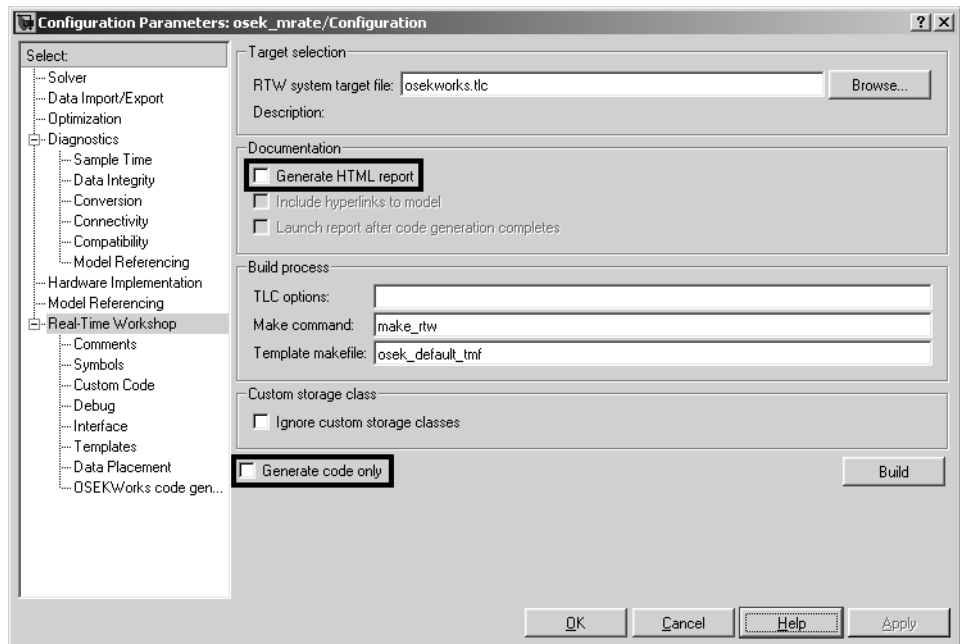 Configuration Parameters: osek_mrate/Configuration
Select:
Solver
Data Import/Export
Optimization
Diagnostics
Sample Time
Data Integrity
Conversion
Connectivity
Compatibility
Model Referencing
Hardware Implementation
Model Referencing
Real-Time Workshop
Comments
Symbols
Custom Code
Debug
Interface
Templates
Data Placement
OSEKWorks code gen...
Target selection
RTW system target file: osekworks.tlc Browse...
Description:
Documentation
Generate HTML report
Include hyperlinks to model
Launch report after code generation completes
Build process
TLC options:
Make command: make_rtw
Template makefile: osek_default_tmf
Custom storage class
Ignore custom storage classes
Generate code only Build
OK Cancel Help Apply